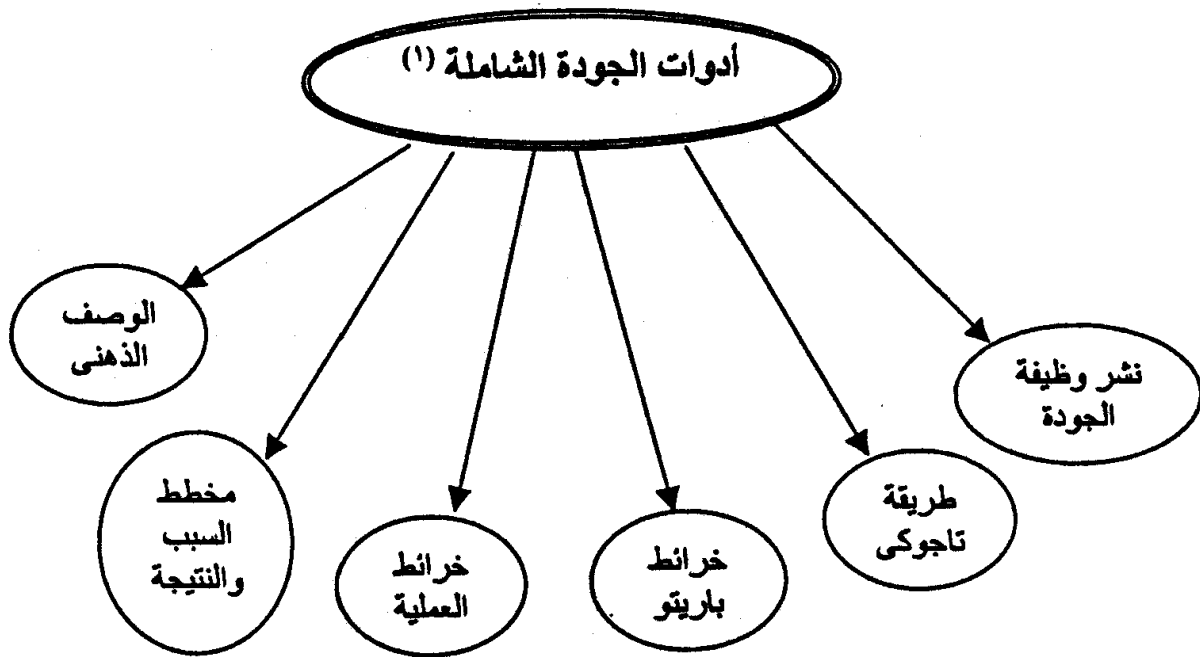 أدوات الجودة الشاملة (١)
نشر وظيفة
الجودة
طريقة
تاجوكى
خرائط
باريتو
خرائط
العملية
مخطط
السبب
والنتيجة
الوصف
الذهنى